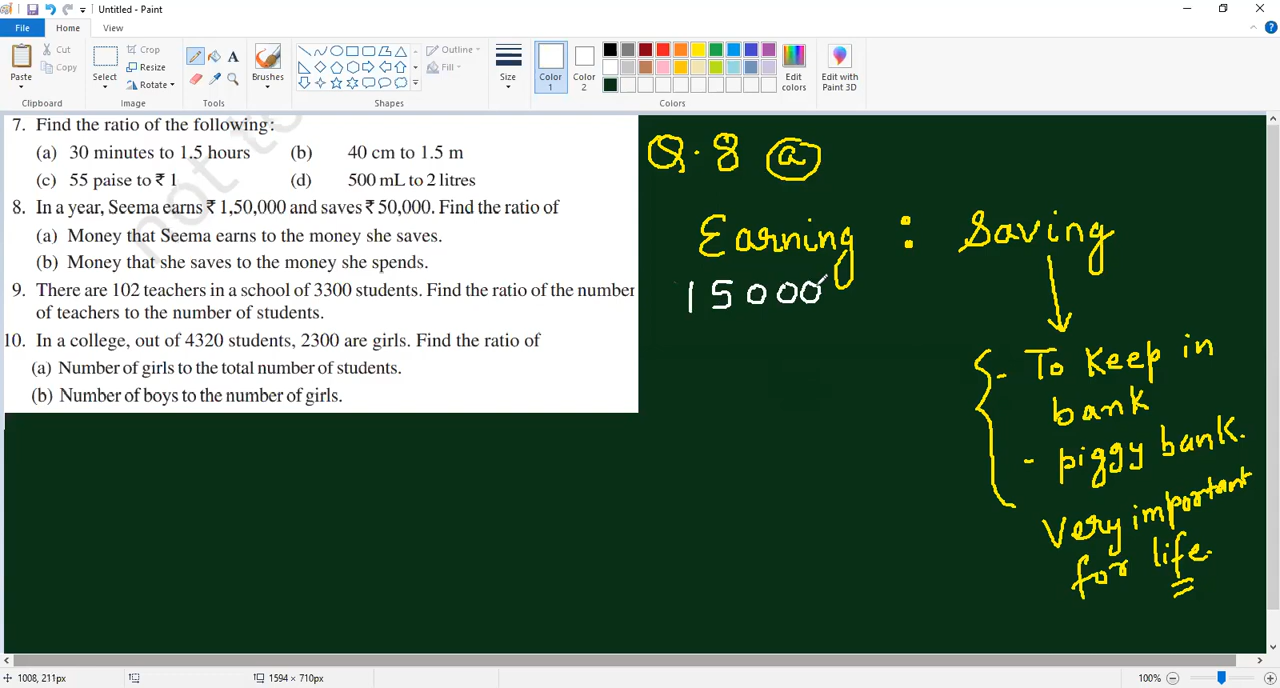 Untitled - Paint
File Home View
Paste
Cut
Copy
Clipboard
Select
Crop
Resize
Rotate
Image
Tools
Brushes
Shapes
Outline
Fill
Size
Color 1
Color 2
Colors
Edit colors
Edit with Paint 3D
7. Find the ratio of the following:
(a) 30 minutes to 1.5 hours (b) 40 cm to 1.5 m
(c) 55 paise to ₹ 1 (d) 500 mL to 2 litres
8. In a year, Seema earns ₹ 1,50,000 and saves ₹ 50,000. Find the ratio of
(a) Money that Seema earns to the money she saves.
(b) Money that she saves to the money she spends.
9. There are 102 teachers in a school of 3300 students. Find the ratio of the number
of teachers to the number of students.
10. In a college, out of 4320 students, 2300 are girls. Find the ratio of
(a) Number of girls to the total number of students.
(b) Number of boys to the number of girls.
not to
Q. 8 (a)
Earning : Saving
15000
- To Keep in
bank
- piggy bank.
Very important
for life.
1008, 211px
1594 × 710px
100%